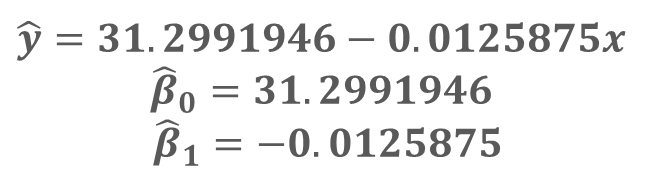 ŷ = 31.2991946 − 0.0125875x
β̂₀ = 31.2991946
β̂₁ = −0.0125875